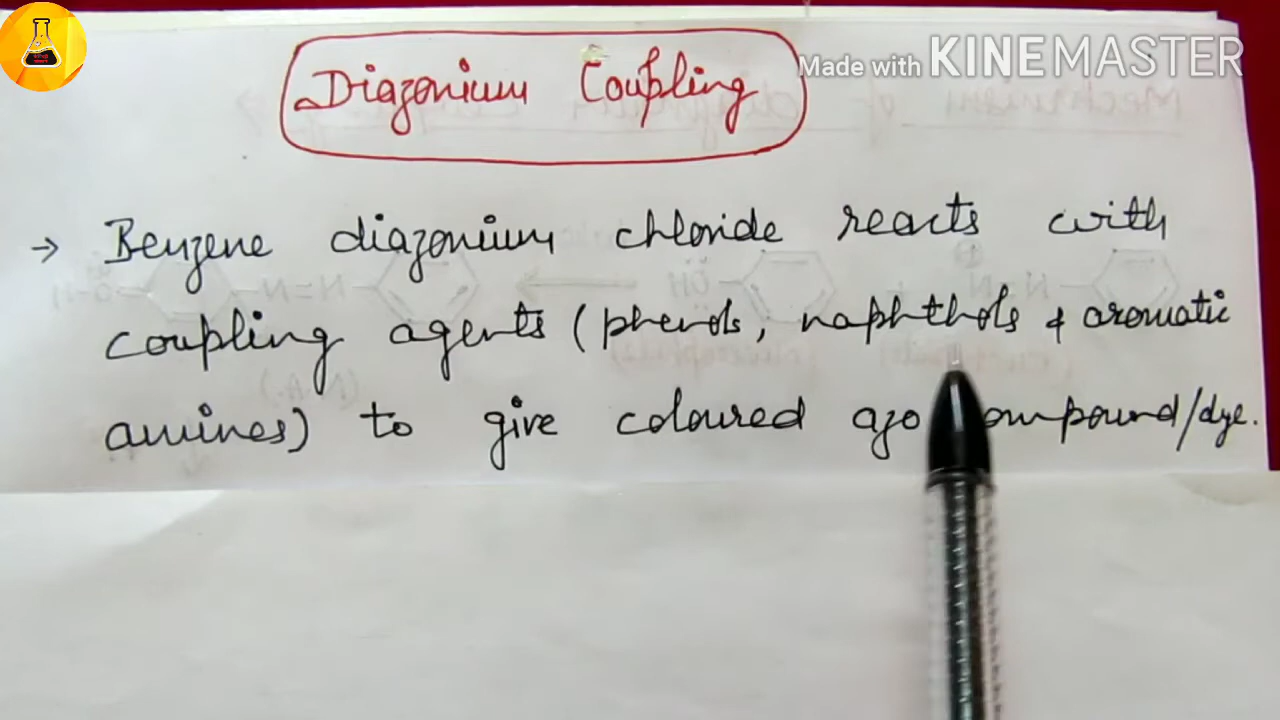 Made with KINEMASTER
Diazonium Coupling
→ Benzene diazonium chloride reacts with
coupling agents (phenols, naphthols & aromatic
amines) to give coloured azo compound/dye.